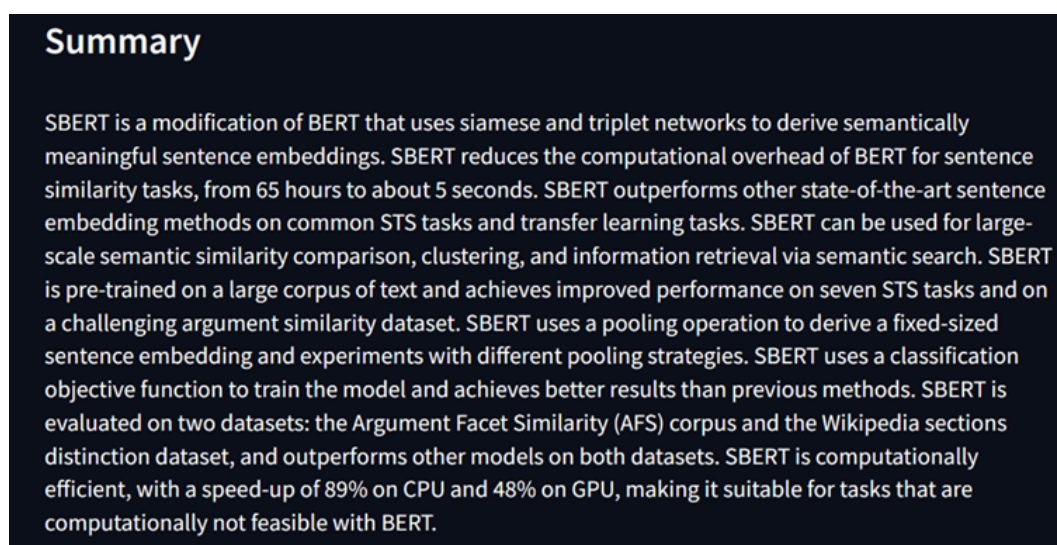 Summary
SBERT is a modification of BERT that uses siamese and triplet networks to derive semantically
meaningful sentence embeddings. SBERT reduces the computational overhead of BERT for sentence
similarity tasks, from 65 hours to about 5 seconds. SBERT outperforms other state-of-the-art sentence
embedding methods on common STS tasks and transfer learning tasks. SBERT can be used for large-
scale semantic similarity comparison, clustering, and information retrieval via semantic search. SBERT
is pre-trained on a large corpus of text and achieves improved performance on seven STS tasks and on
a challenging argument similarity dataset. SBERT uses a pooling operation to derive a fixed-sized
sentence embedding and experiments with different pooling strategies. SBERT uses a classification
objective function to train the model and achieves better results than previous methods. SBERT is
evaluated on two datasets: the Argument Facet Similarity (AFS) corpus and the Wikipedia sections
distinction dataset, and outperforms other models on both datasets. SBERT is computationally
efficient, with a speed-up of 89% on CPU and 48% on GPU, making it suitable for tasks that are
computationally not feasible with BERT.